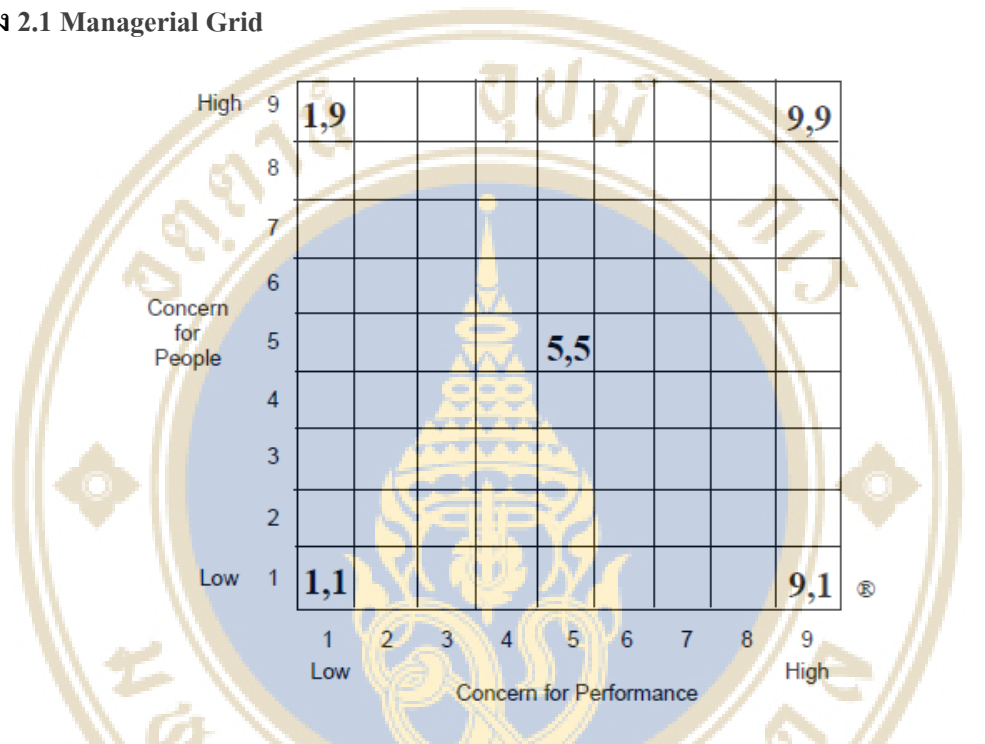 2.1 Managerial Grid
High 9 1,9 9,9
8
7
6
Concern
for
People
5 5,5
4
3
2
Low 1 1,1 9,1 ®
1 2 3 4 5 6 7 8 9
Low High
Concern for Performance